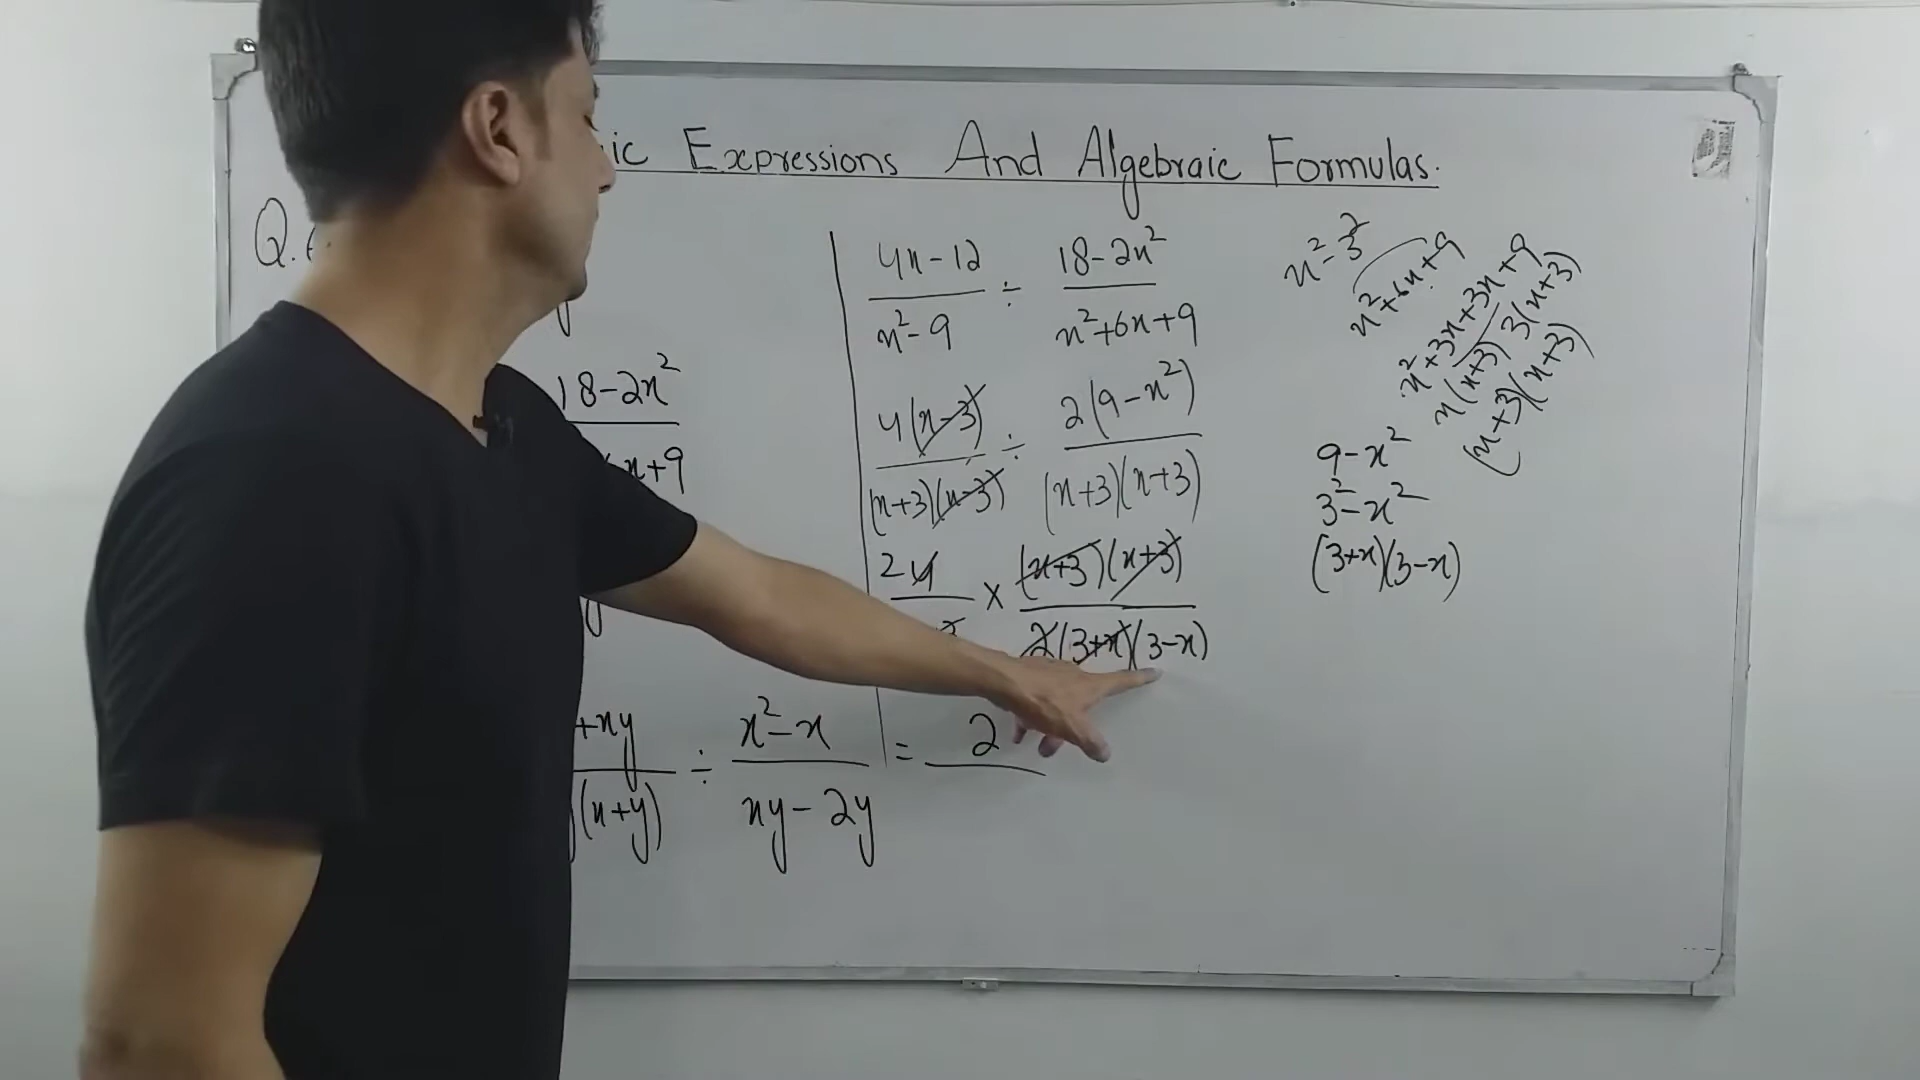 ic Expressions And Algebraic Formulas.
Q.
18-2x²
x+9
+xy ÷ x²-x
(x+y) xy-2y
4x-12 ÷ 18-2x²
x²-9 x²+6x+9
4(x-3) ÷ 2(9-x²)
(x+3)(x-3) (x+3)(x+3)
2 4 × (x+3)(x+3)
2(3+x)(3-x)
= 2
x²-3²
x²+6x+9
x²+3x+3x+9
x(x+3) 3(x+3)
(x+3)(x+3)
9-x²
3²-x²
(3+x)(3-x)